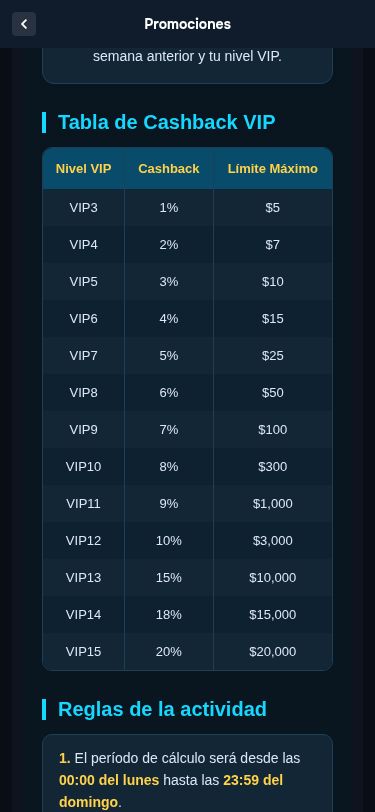 Promociones
semana anterior y tu nivel VIP.
Tabla de Cashback VIP
Nivel VIP Cashback Límite Máximo
VIP3 1% $5
VIP4 2% $7
VIP5 3% $10
VIP6 4% $15
VIP7 5% $25
VIP8 6% $50
VIP9 7% $100
VIP10 8% $300
VIP11 9% $1,000
VIP12 10% $3,000
VIP13 15% $10,000
VIP14 18% $15,000
VIP15 20% $20,000
Reglas de la actividad
1. El período de cálculo será desde las
00:00 del lunes hasta las 23:59 del
domingo.